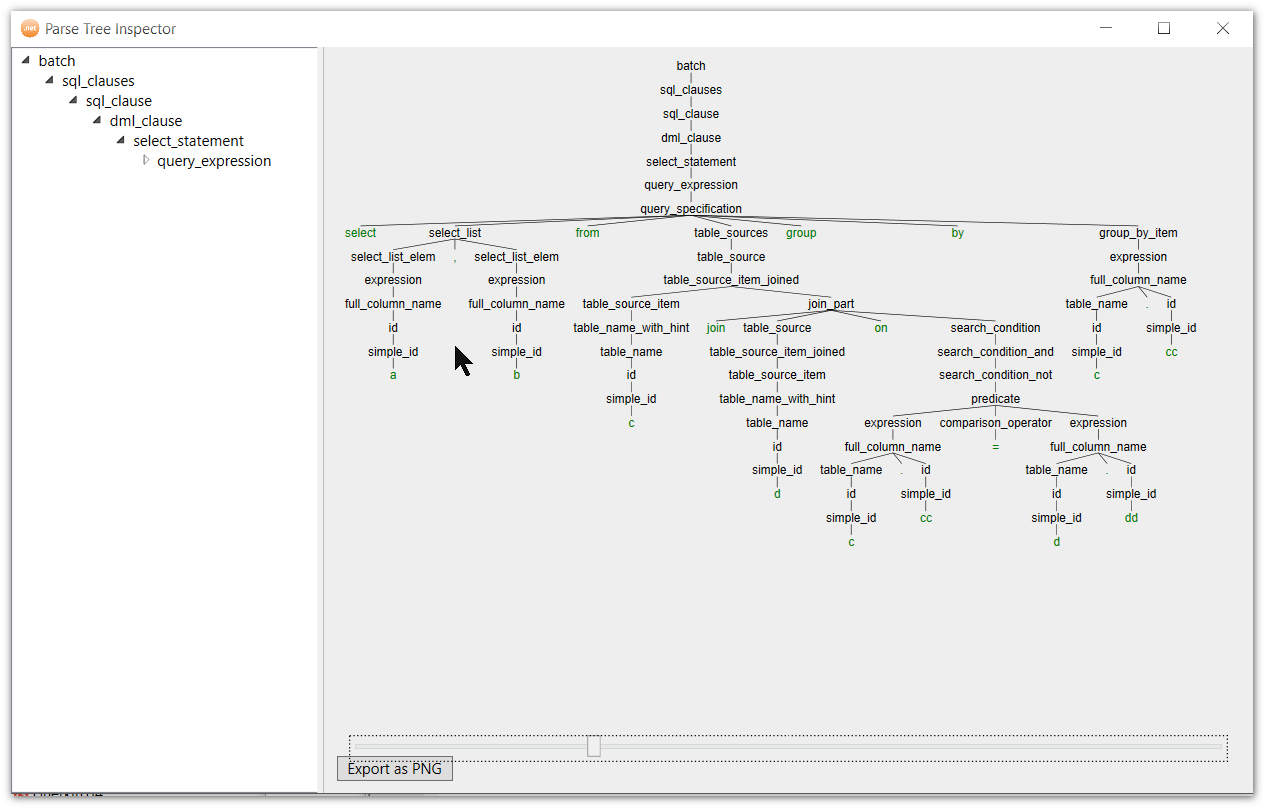 .net Parse Tree Inspector
batch
sql_clauses
sql_clause
dml_clause
select_statement
query_expression
batch
sql_clauses
sql_clause
dml_clause
select_statement
query_expression
query_specification
select select_list from table_sources group by group_by_item
select_list_elem , select_list_elem table_source expression
expression expression table_source_item_joined full_column_name
full_column_name full_column_name table_source_item join_part table_name . id
id id table_name_with_hint join table_source on search_condition id simple_id
simple_id simple_id table_name table_source_item_joined search_condition_and simple_id cc
a b id table_source_item search_condition_not c
simple_id table_name_with_hint predicate
c table_name expression comparison_operator expression
id full_column_name = full_column_name
simple_id table_name . id table_name . id
d id simple_id id simple_id
simple_id cc simple_id dd
c d
Export as PNG